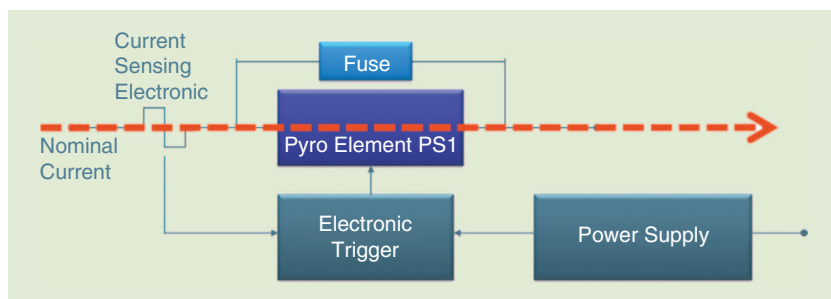 Current
Sensing
Electronic
Fuse
Pyro Element PS1
Nominal
Current
Electronic
Trigger
Power Supply